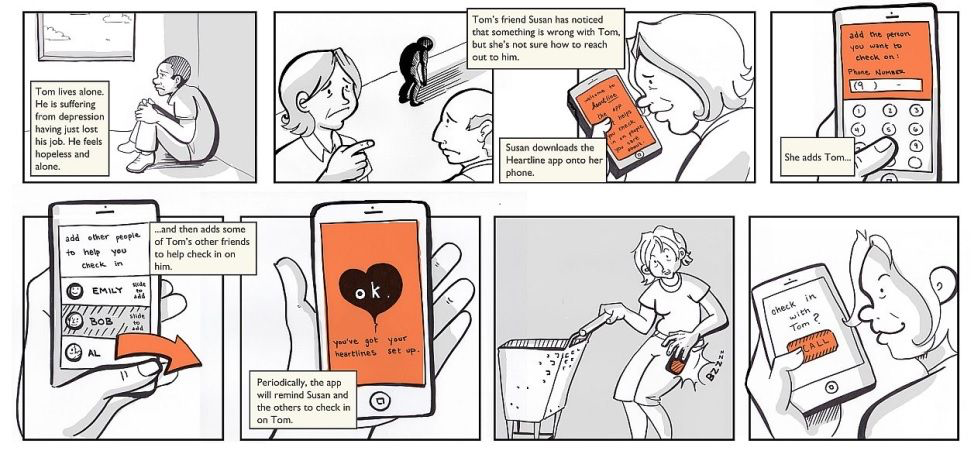 Tom lives alone.
He is suffering
from depression
having just lost
his job. He feels
hopeless and
alone.
Tom's friend Susan has noticed
that something is wrong with Tom,
but she's not sure how to reach
out to him.
welcome to
heartline
the app
that helps
you check
in on people
you care
about.
Susan downloads the
Heartline app onto her
phone.
add the person
you want to
check on:
Phone NUMBER
(9 ) -
1 2 3
4 5 6
9
She adds Tom...
add other people
to help you
check in
EMILY slide to add
BOB slide to add
AL
...and then adds some
of Tom's other friends
to help check in on
him.
ok.
you've got your
heartlines set up.
Periodically, the app
will remind Susan and
the others to check in
on Tom.
BZZZZ
check in
with
Tom?
CALL